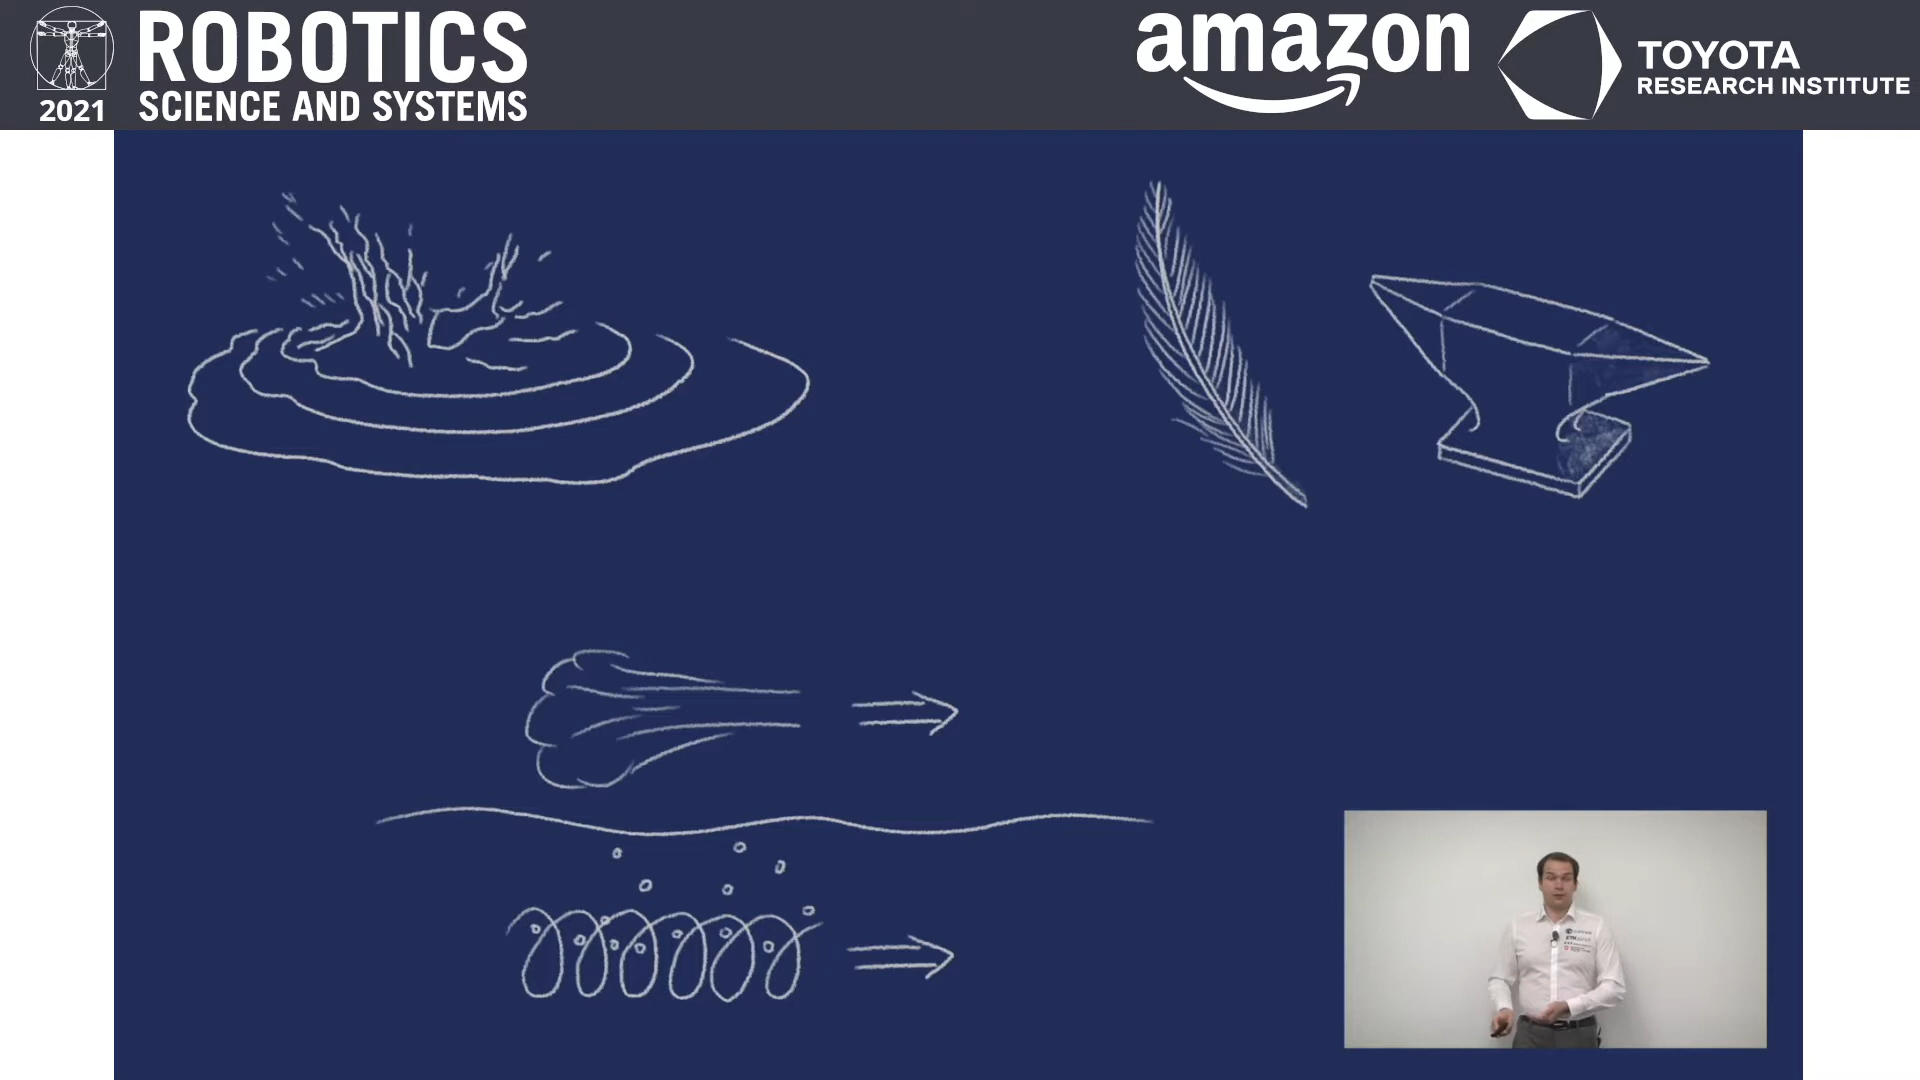 ROBOTICS
SCIENCE AND SYSTEMS
2021
amazon
TOYOTA
RESEARCH INSTITUTE